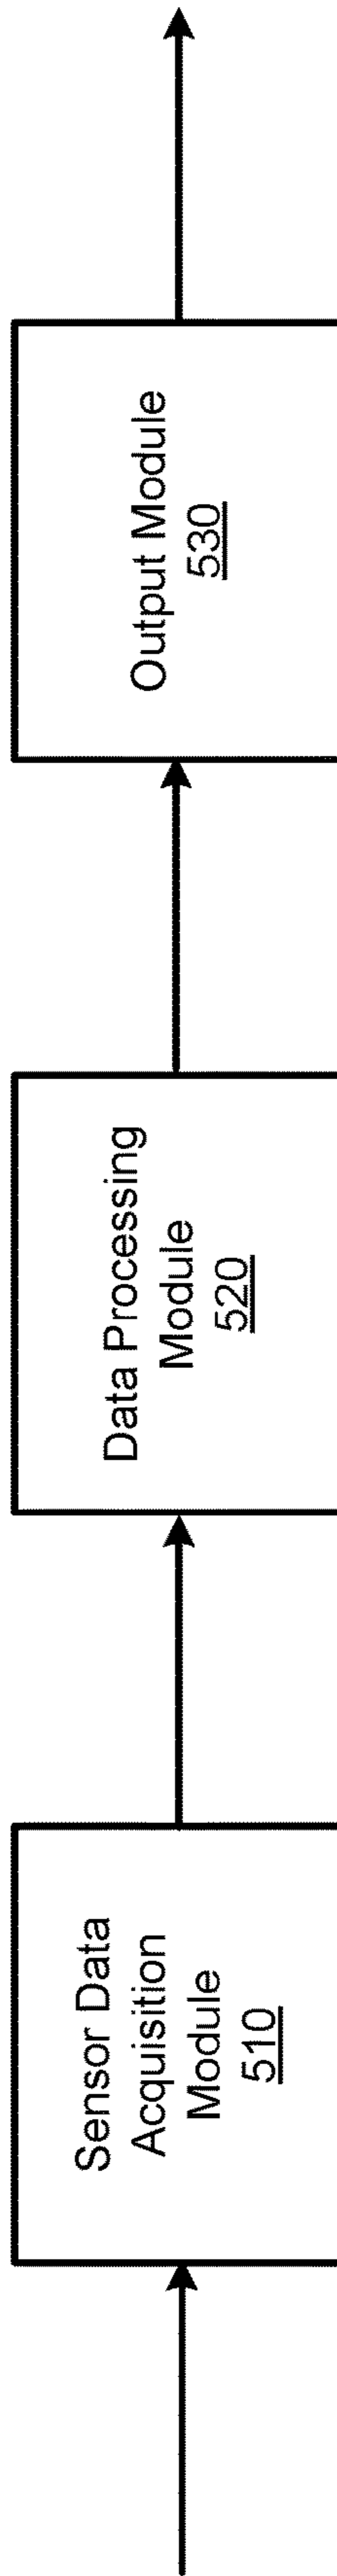 Sensor Data
Acquisition
Module
510
Data Processing
Module
520
Output Module
530